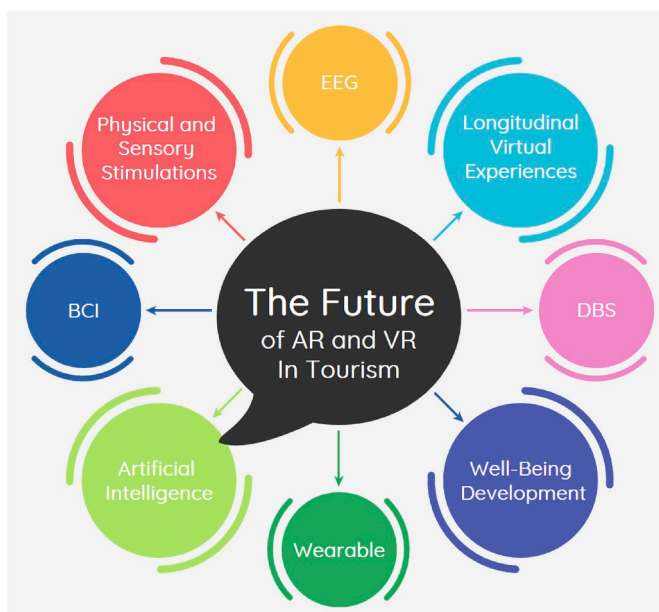 EEG
Physical and
Sensory
Stimulations
Longitudinal
Virtual
Experiences
The Future
of AR and VR
In Tourism
BCI
DBS
Artificial
Intelligence
Well-Being
Development
Wearable